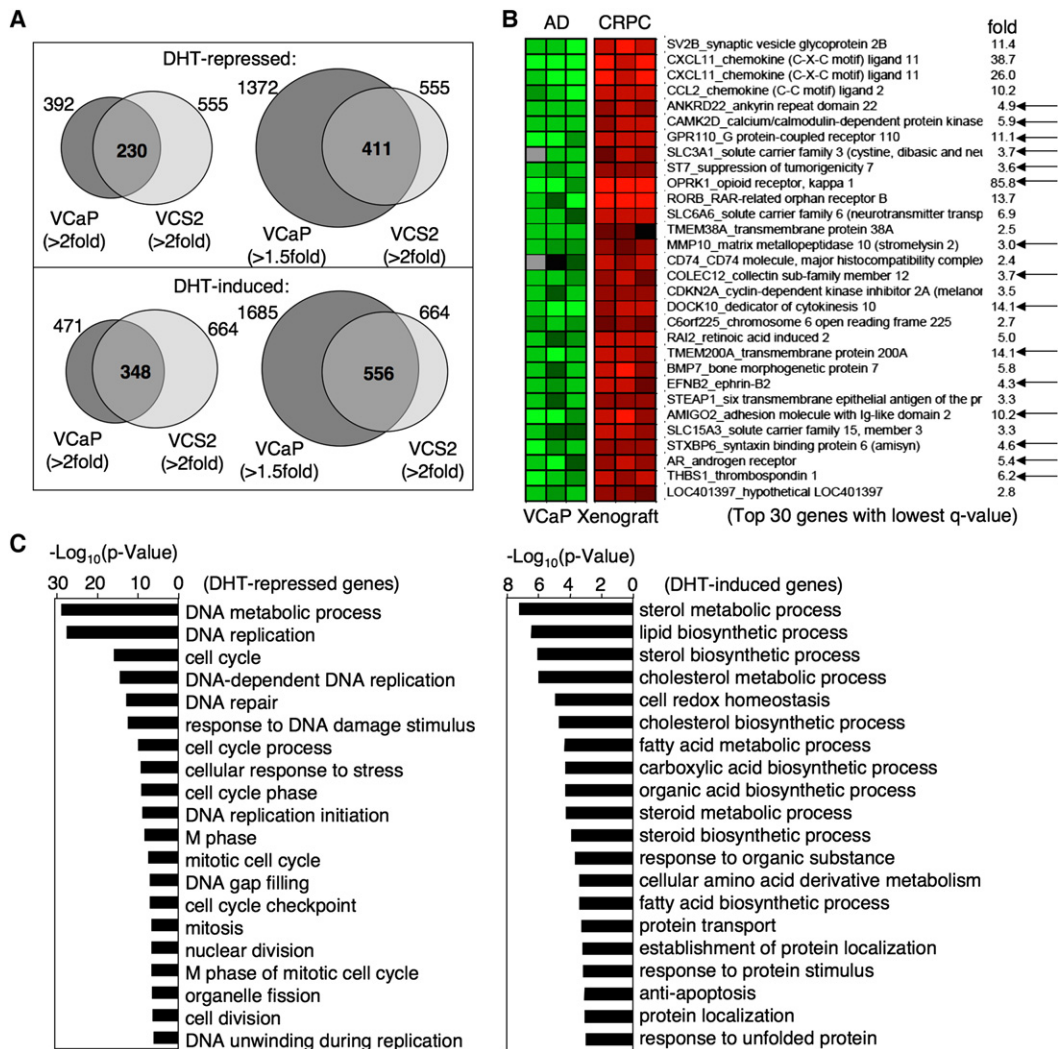 A
DHT-repressed:
392
555
230
VCaP
(>2fold)
VCS2
(>2fold)
1372
555
411
VCaP
(>1.5fold)
VCS2
(>2fold)
DHT-induced:
471
664
348
VCaP
(>2fold)
VCS2
(>2fold)
1685
664
556
VCaP
(>1.5fold)
VCS2
(>2fold)
B
AD CRPC fold
SV2B_synaptic vesicle glycoprotein 2B 11.4
CXCL11_chemokine (C-X-C motif) ligand 11 38.7
CXCL11_chemokine (C-X-C motif) ligand 11 26.0
CCL2_chemokine (C-C motif) ligand 2 10.2
ANKRD22_ankyrin repeat domain 22 4.9
CAMK2D_calcium/calmodulin-dependent protein kinase 5.9
GPR110_G protein-coupled receptor 110 11.1
SLC3A1_solute carrier family 3 (cystine, dibasic and neu 3.7
ST7_suppression of tumorigenicity 7 3.6
OPRK1_opioid receptor, kappa 1 85.8
RORB_RAR-related orphan receptor B 13.7
SLC6A6_solute carrier family 6 (neurotransmitter transp 6.9
TMEM38A_transmembrane protein 38A 2.5
MMP10_matrix metallopeptidase 10 (stromelysin 2) 3.0
CD74_CD74 molecule, major histocompatibility complex 2.4
COLEC12_collectin sub-family member 12 3.7
CDKN2A_cyclin-dependent kinase inhibitor 2A (melanor 3.5
DOCK10_dedicator of cytokinesis 10 14.1
C6orf225_chromosome 6 open reading frame 225 2.7
RAI2_retinoic acid induced 2 5.0
TMEM200A_transmembrane protein 200A 14.1
BMP7_bone morphogenetic protein 7 5.8
EFNB2_ephrin-B2 4.3
STEAP1_six transmembrane epithelial antigen of the pr 3.3
AMIGO2_adhesion molecule with Ig-like domain 2 10.2
SLC15A3_solute carrier family 15, member 3 3.3
STXBP6_syntaxin binding protein 6 (amisyn) 4.6
AR_androgen receptor 5.4
THBS1_thrombospondin 1 6.2
LOC401397_hypothetical LOC401397 2.8
VCaP Xenograft (Top 30 genes with lowest q-value)
C
-Log10(p-Value)
30 20 10 0 (DHT-repressed genes)
DNA metabolic process
DNA replication
cell cycle
DNA-dependent DNA replication
DNA repair
response to DNA damage stimulus
cell cycle process
cellular response to stress
cell cycle phase
DNA replication initiation
M phase
mitotic cell cycle
DNA gap filling
cell cycle checkpoint
mitosis
nuclear division
M phase of mitotic cell cycle
organelle fission
cell division
DNA unwinding during replication
-Log10(p-Value)
8 6 4 2 0 (DHT-induced genes)
sterol metabolic process
lipid biosynthetic process
sterol biosynthetic process
cholesterol metabolic process
cell redox homeostasis
cholesterol biosynthetic process
fatty acid metabolic process
carboxylic acid biosynthetic process
organic acid biosynthetic process
steroid metabolic process
steroid biosynthetic process
response to organic substance
cellular amino acid derivative metabolism
fatty acid biosynthetic process
protein transport
establishment of protein localization
response to protein stimulus
anti-apoptosis
protein localization
response to unfolded protein